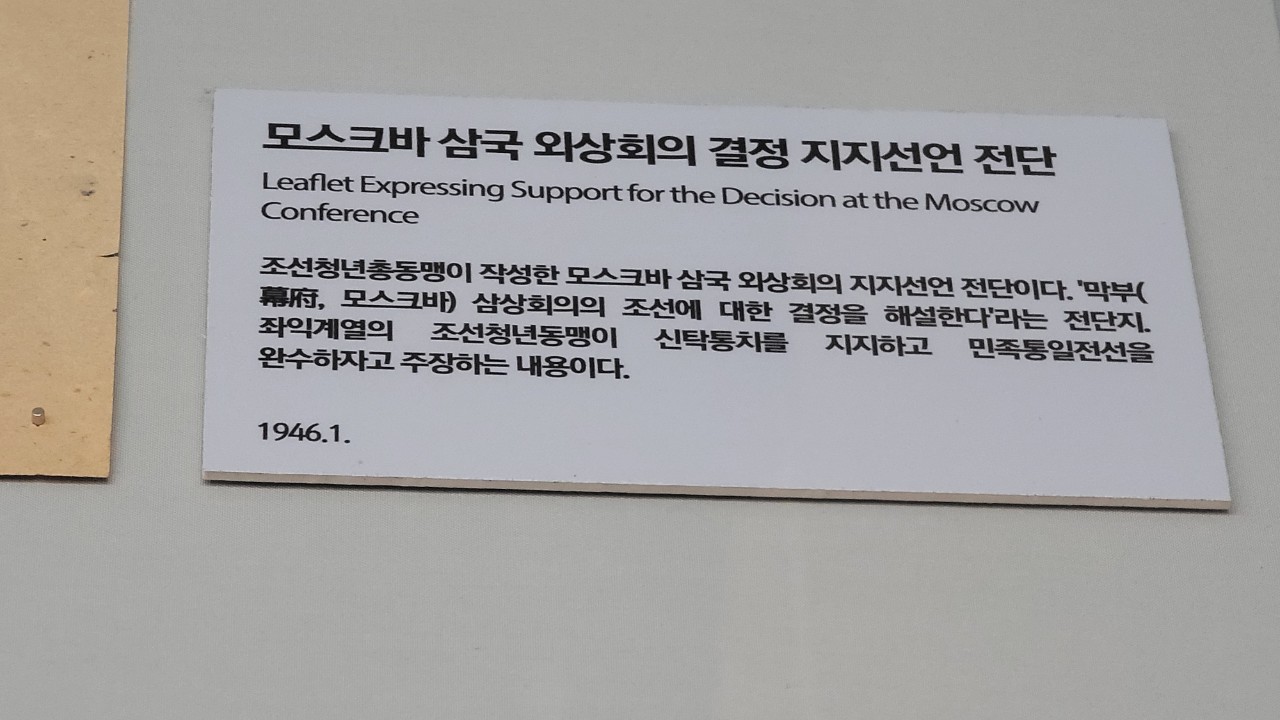 모스크바 삼국 외상회의 결정 지지선언 전단
Leaflet Expressing Support for the Decision at the Moscow
Conference
조선청년총동맹이 작성한 모스크바 삼국 외상회의 지지선언 전단이다. '막부(
幕府, 모스크바) 삼상회의의 조선에 대한 결정을 해설한다'라는 전단지.
좌익계열의 조선청년동맹이 신탁통치를 지지하고 민족통일전선을
완수하자고 주장하는 내용이다.
1946.1.